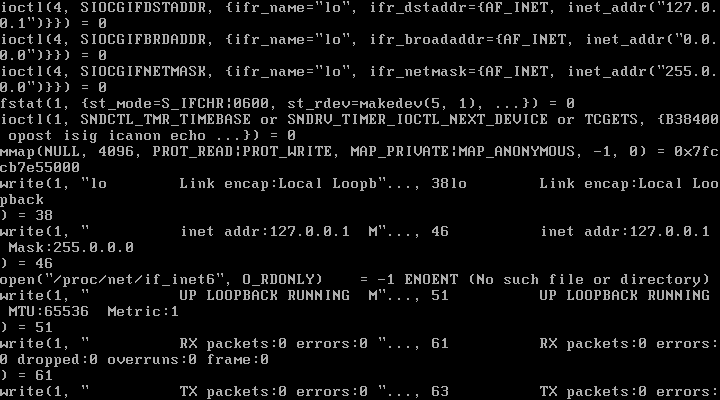 ioctl(4, SIOCGIFDSTADDR, {ifr_name="lo", ifr_dstaddr={AF_INET, inet_addr("127.0.
0.1")}}) = 0
ioctl(4, SIOCGIFBRDADDR, {ifr_name="lo", ifr_broadaddr={AF_INET, inet_addr("0.0.
0.0")}}) = 0
ioctl(4, SIOCGIFNETMASK, {ifr_name="lo", ifr_netmask={AF_INET, inet_addr("255.0.
0.0")}}) = 0
fstat(1, {st_mode=S_IFCHR|0600, st_rdev=makedev(5, 1), ...}) = 0
ioctl(1, SNDCTL_TMR_TIMEBASE or SNDRV_TIMER_IOCTL_NEXT_DEVICE or TCGETS, {B38400
 opost isig icanon echo ...}) = 0
mmap(NULL, 4096, PROT_READ|PROT_WRITE, MAP_PRIVATE|MAP_ANONYMOUS, -1, 0) = 0x7fc
cb7e55000
write(1, "lo        Link encap:Local Loopb"..., 38lo        Link encap:Local Loo
pback
) = 38
write(1, "          inet addr:127.0.0.1  M"..., 46          inet addr:127.0.0.1 
 Mask:255.0.0.0
) = 46
open("/proc/net/if_inet6", O_RDONLY)    = -1 ENOENT (No such file or directory)
write(1, "          UP LOOPBACK RUNNING  M"..., 51          UP LOOPBACK RUNNING 
 MTU:65536  Metric:1
) = 51
write(1, "          RX packets:0 errors:0 "..., 61          RX packets:0 errors:
0 dropped:0 overruns:0 frame:0
) = 61
write(1, "          TX packets:0 errors:0 "..., 63          TX packets:0 errors: